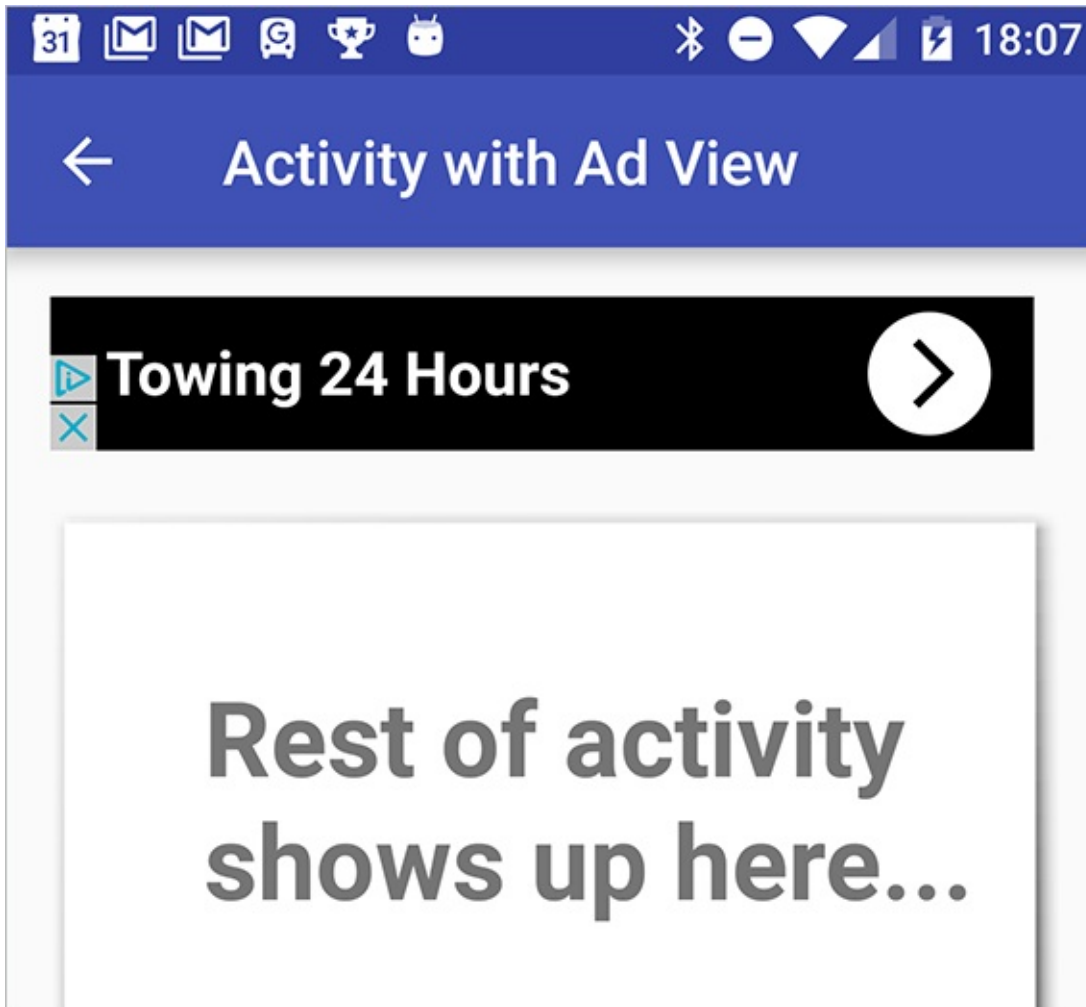 31 18:07
Activity with Ad View
Towing 24 Hours
Rest of activity
shows up here...